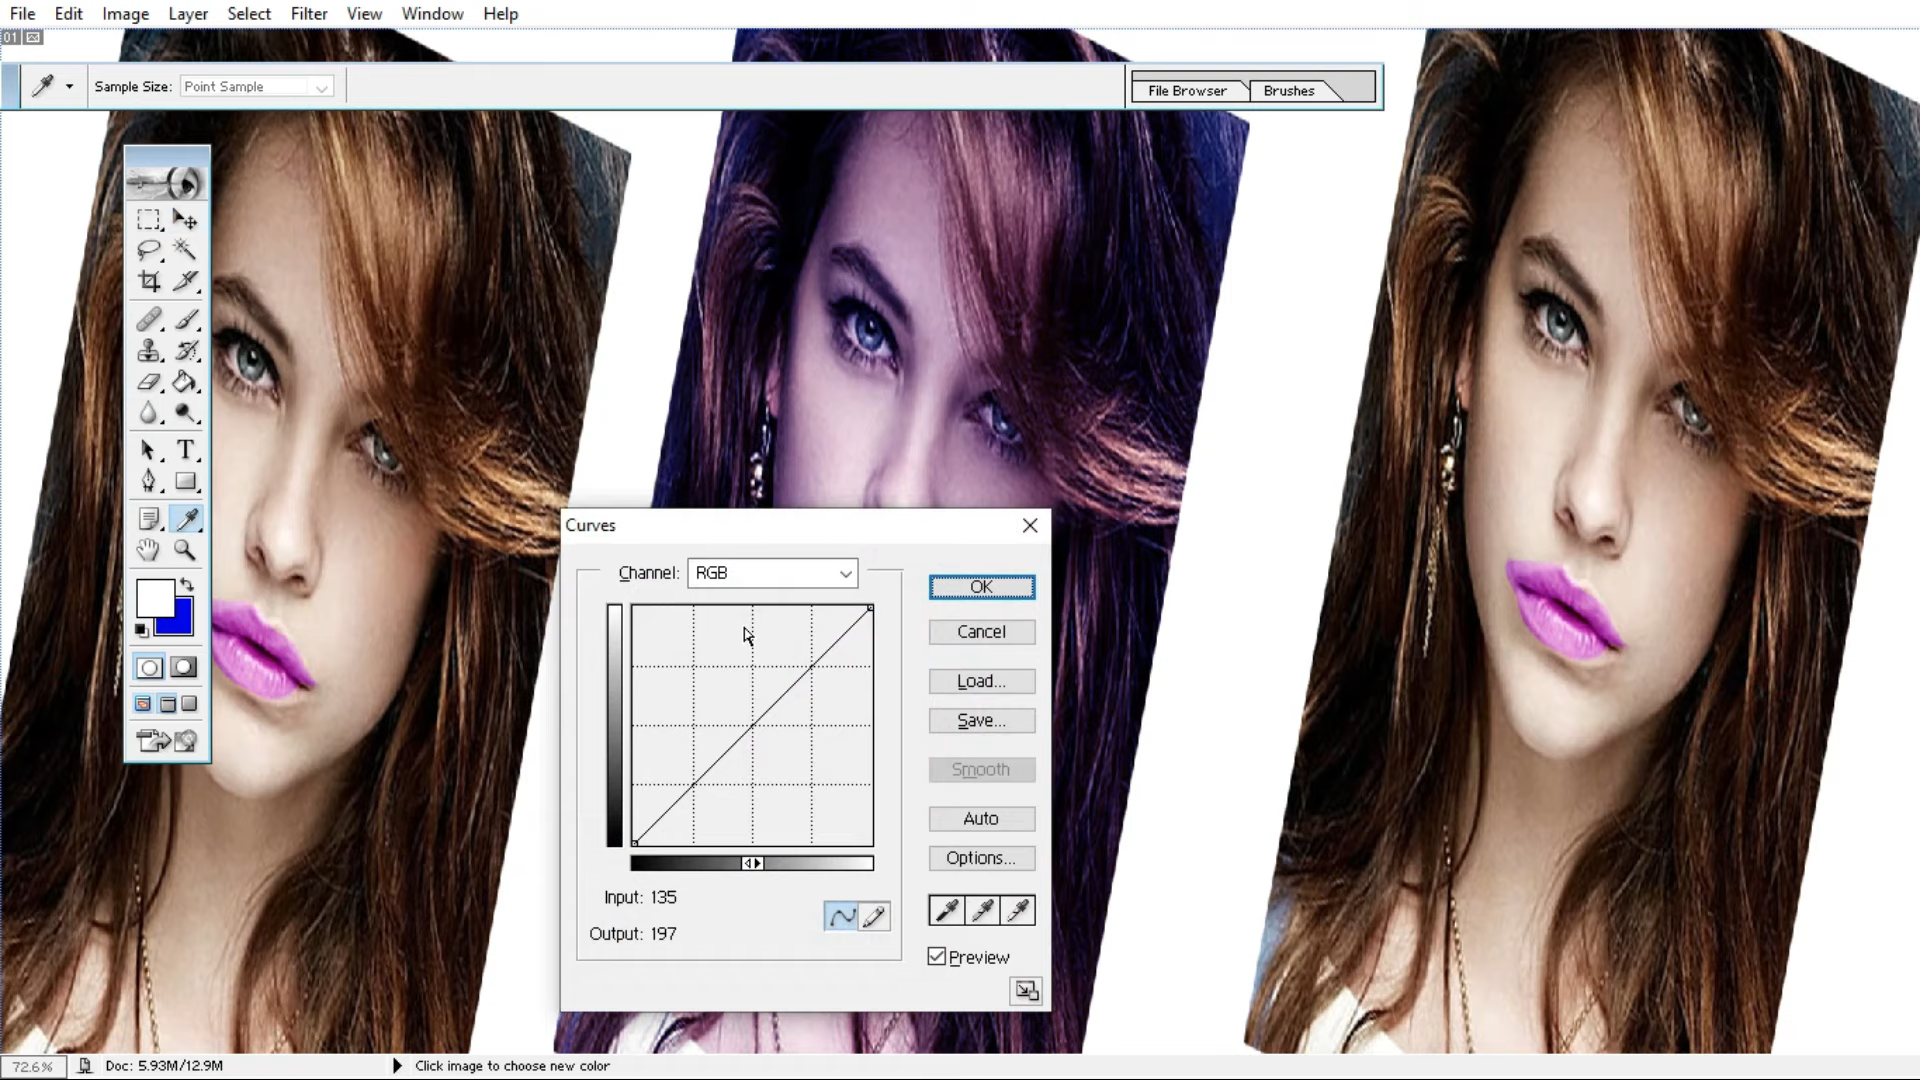 File Edit Image Layer Select Filter View Window Help
01
Sample Size: Point Sample
File Browser Brushes
T
Curves
Channel: RGB
OK
Cancel
Load...
Save...
Smooth
Auto
Options...
Input: 135
Output: 197
Preview
72.6% Doc: 5.93M/12.9M Click image to choose new color